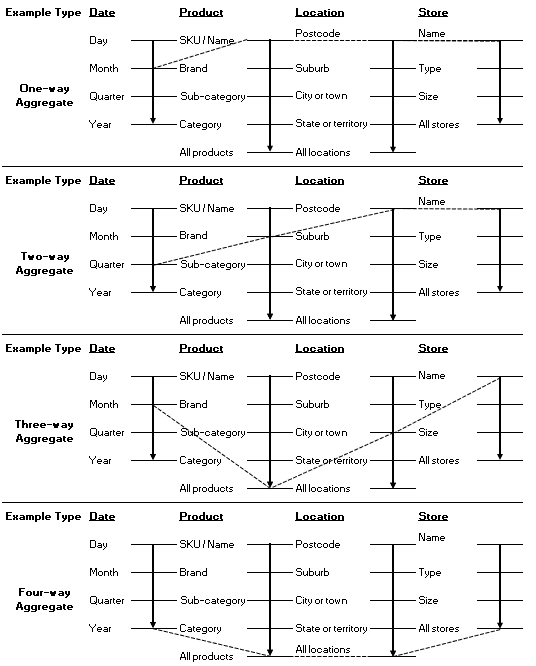 Example Type Date Product Location Store
Day SKU / Name Postcode Name
Month Brand Suburb Type
One-way Aggregate
Quarter Sub-category City or town Size
Year Category State or territory All stores
All products All locations
Example Type Date Product Location Store
Day SKU / Name Postcode Name
Month Brand Suburb Type
Two-way Aggregate
Quarter Sub-category City or town Size
Year Category State or territory All stores
All products All locations
Example Type Date Product Location Store
Day SKU / Name Postcode Name
Month Brand Suburb Type
Three-way Aggregate
Quarter Sub-category City or town Size
Year Category State or territory All stores
All products All locations
Example Type Date Product Location Store
Day SKU / Name Postcode Name
Month Brand Suburb Type
Four-way Aggregate
Quarter Sub-category City or town Size
Year Category State or territory All stores
All products All locations